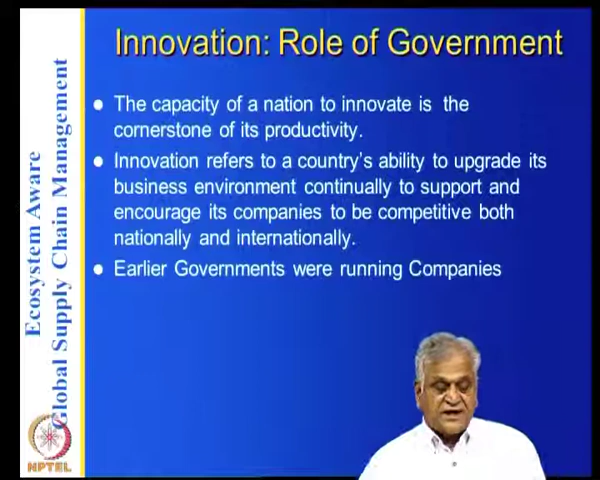 Innovation: Role of Government
The capacity of a nation to innovate is the
cornerstone of its productivity.
Innovation refers to a country's ability to upgrade its
business environment continually to support and
encourage its companies to be competitive both
nationally and internationally.
Earlier Governments were running Companies
Ecosystem Aware
Global Supply Chain Management
NPTEL